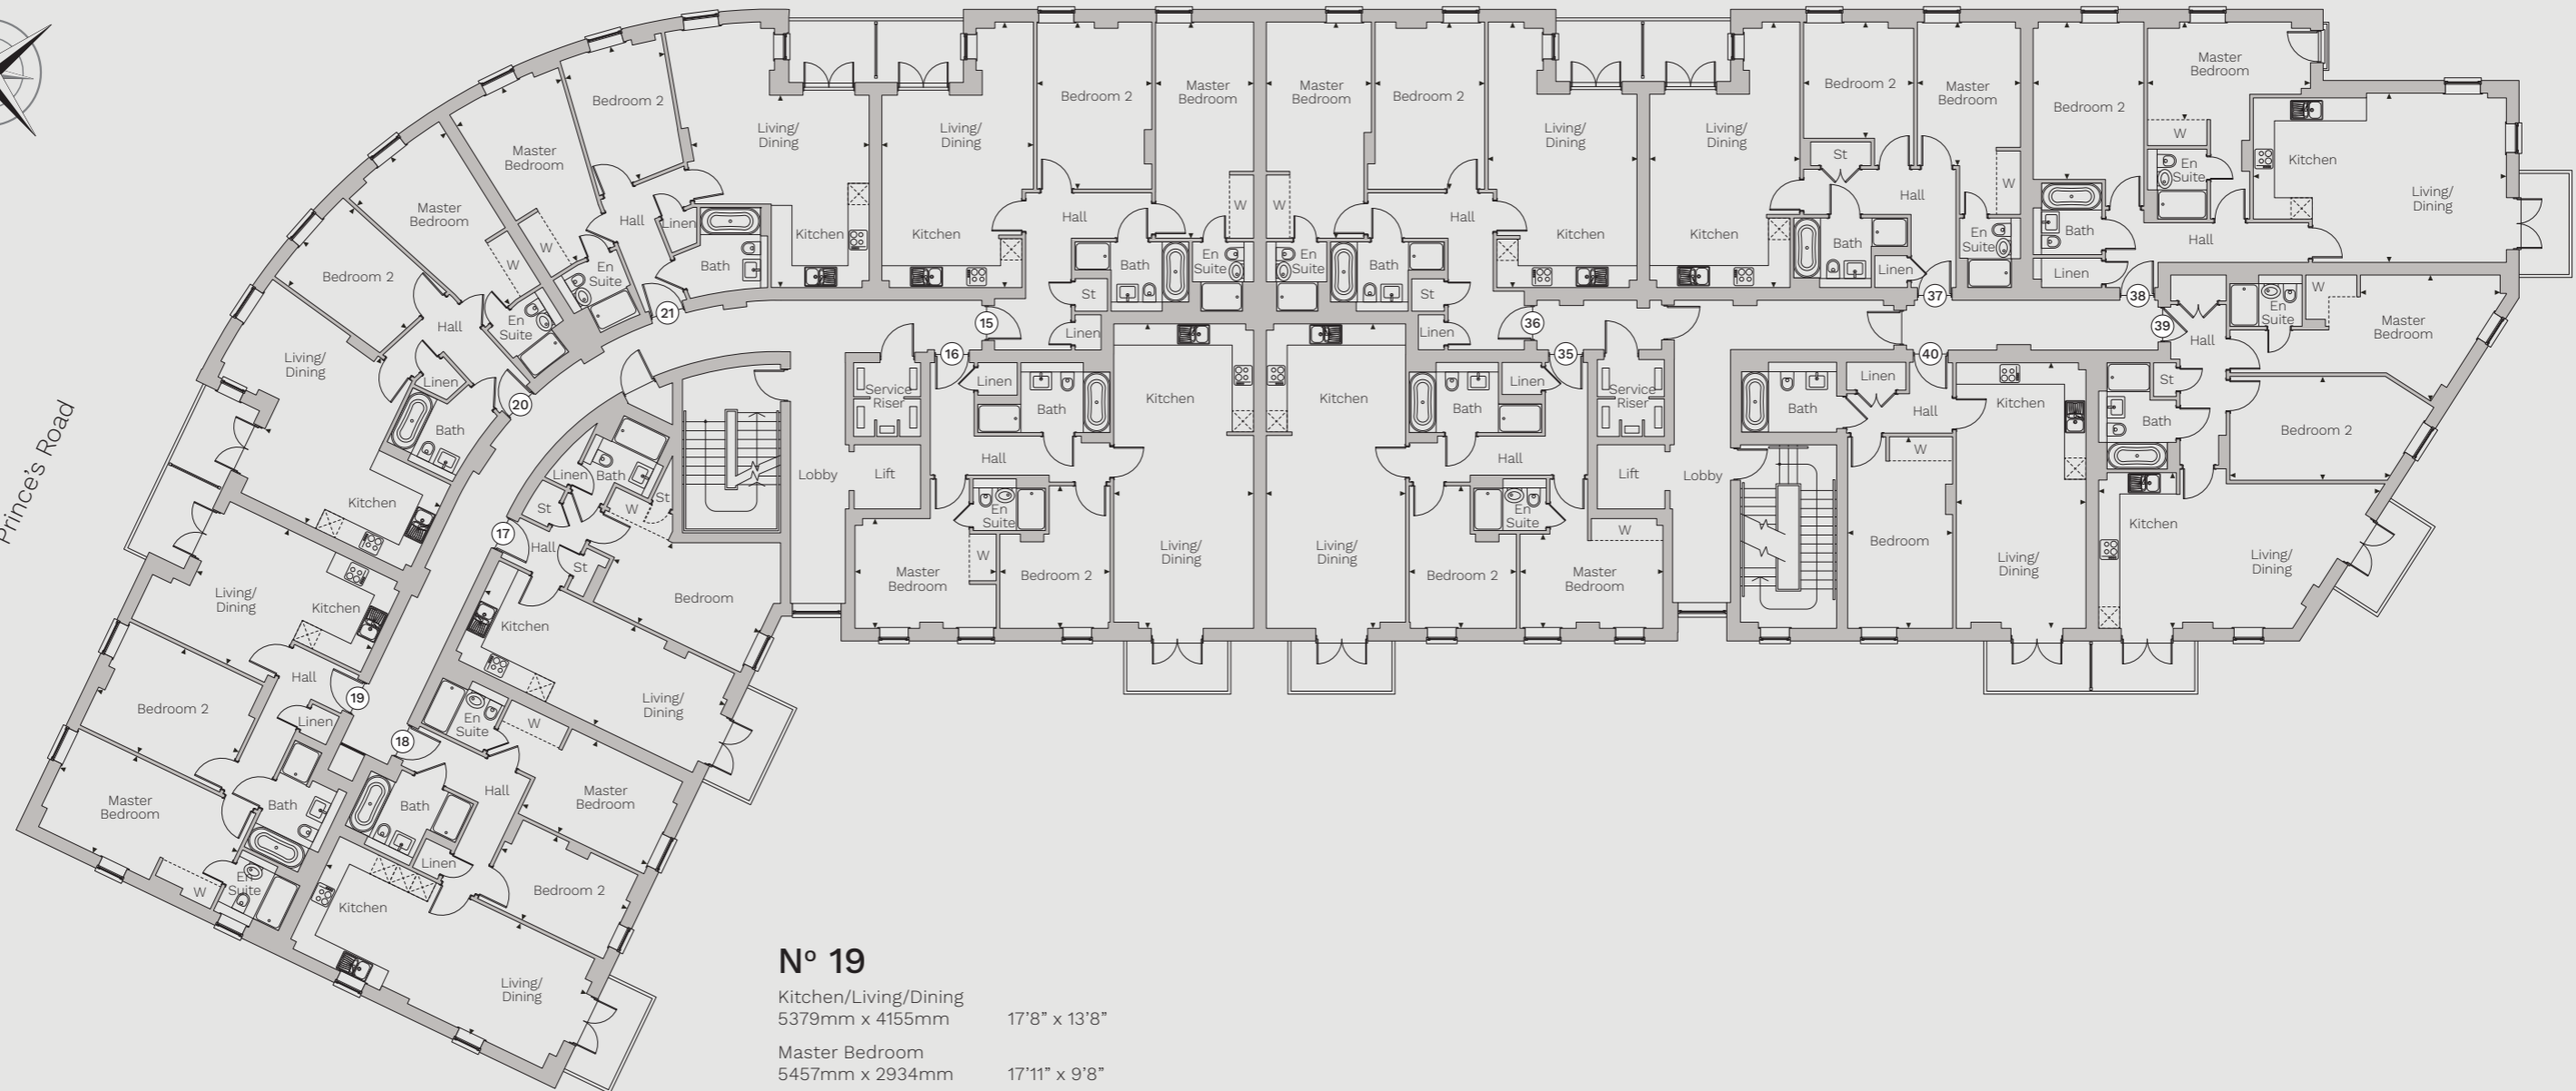 Prince's Road
Bedroom 2
Living/
Dining
Kitchen
Linen
Bath
Hall
Master
Bedroom
W
En
Suite
21
Master
Bedroom
W
En
Suite
Bedroom 2
Hall
Living/
Dining
Linen
Bath
Kitchen
20
Living/
Dining
Kitchen
15
Bedroom 2
Master
Bedroom
Hall
W
Bath
En
Suite
St
Linen
Master
Bedroom
Bedroom 2
W
En
Suite
Bath
Hall
St
Linen
36
Living/
Dining
Kitchen
Living/
Dining
Kitchen
Bedroom 2
St
Master
Bedroom
Hall
W
Bath
En
Suite
Linen
37
Bedroom 2
Master
Bedroom
W
En
Suite
Bath
Hall
Linen
38
Kitchen
Living/
Dining
39
Hall
En
Suite
W
Master
Bedroom
St
Bath
Bedroom 2
Kitchen
Living/
Dining
40
Linen
Bath
Hall
W
Bedroom
Kitchen
Living/
Dining
16
Service
Riser
Linen
Bath
Kitchen
Lobby
Lift
Hall
En
Suite
W
Master
Bedroom
Bedroom 2
Living/
Dining
35
Kitchen
Bath
Linen
Service
Riser
Hall
Lift
Lobby
En
Suite
W
Living/
Dining
Bedroom 2
Master
Bedroom
17
Linen
Bath
St
St
W
Hall
St
Bedroom
Kitchen
Living/
Dining
Living/
Dining
Kitchen
Hall
19
Bedroom 2
Linen
Master
Bedroom
Bath
W
En
Suite
18
En
Suite
W
Hall
Master
Bedroom
Bath
Linen
Bedroom 2
Kitchen
Living/
Dining
Nº 19
Kitchen/Living/Dining
5379mm x 4155mm 17'8” x 13'8”
Master Bedroom
5457mm x 2934mm 17'11” x 9'8”